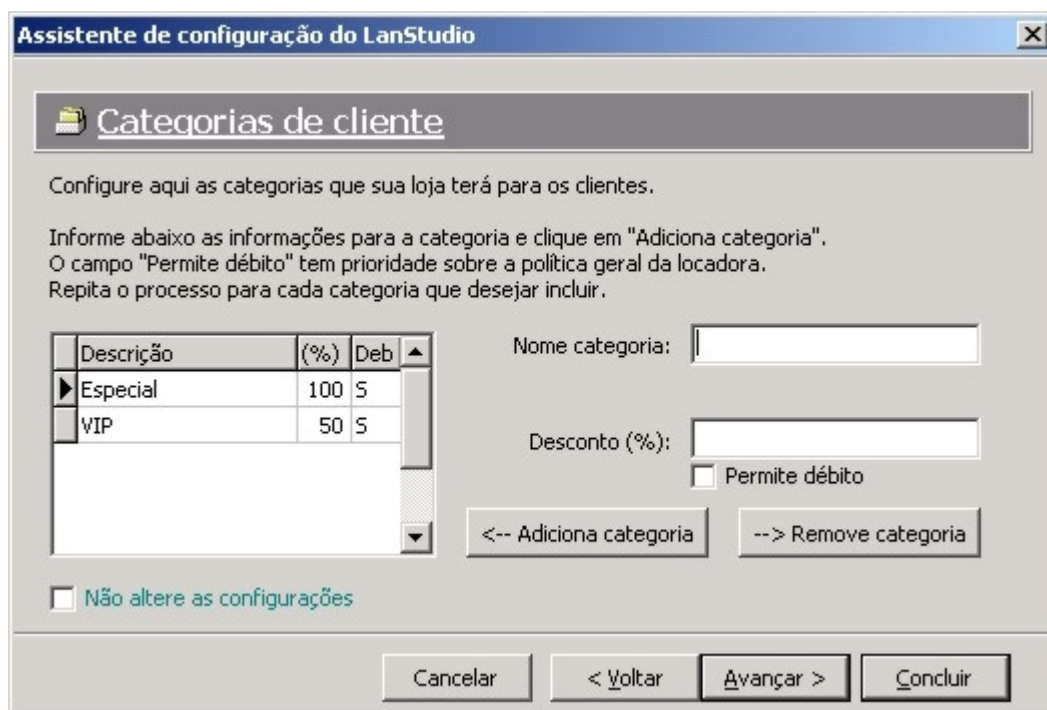 Assistente de configuração do LanStudio
Categorias de cliente
Configure aqui as categorias que sua loja terá para os clientes.
Informe abaixo as informações para a categoria e clique em "Adiciona categoria".
O campo "Permite débito" tem prioridade sobre a política geral da locadora.
Repita o processo para cada categoria que desejar incluir.
Descrição (%) Deb
Especial 100 S
VIP 50 S
Nome categoria:
Desconto (%):
Permite débito
<-- Adiciona categoria --> Remove categoria
Não altere as configurações
Cancelar < Voltar Avançar > Concluir